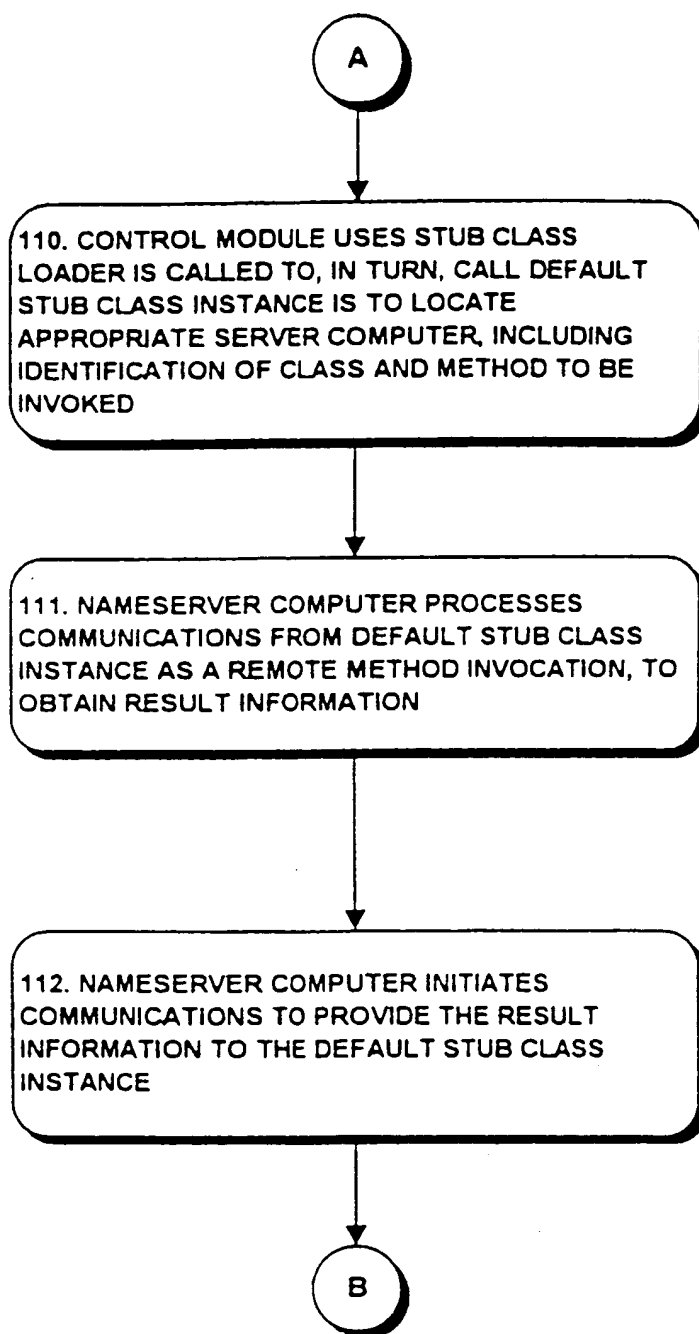 A
110. CONTROL MODULE USES STUB CLASS
LOADER IS CALLED TO, IN TURN, CALL DEFAULT
STUB CLASS INSTANCE IS TO LOCATE
APPROPRIATE SERVER COMPUTER, INCLUDING
IDENTIFICATION OF CLASS AND METHOD TO BE
INVOKED
111. NAMESERVER COMPUTER PROCESSES
COMMUNICATIONS FROM DEFAULT STUB CLASS
INSTANCE AS A REMOTE METHOD INVOCATION, TO
OBTAIN RESULT INFORMATION
112. NAMESERVER COMPUTER INITIATES
COMMUNICATIONS TO PROVIDE THE RESULT
INFORMATION TO THE DEFAULT STUB CLASS
INSTANCE
B